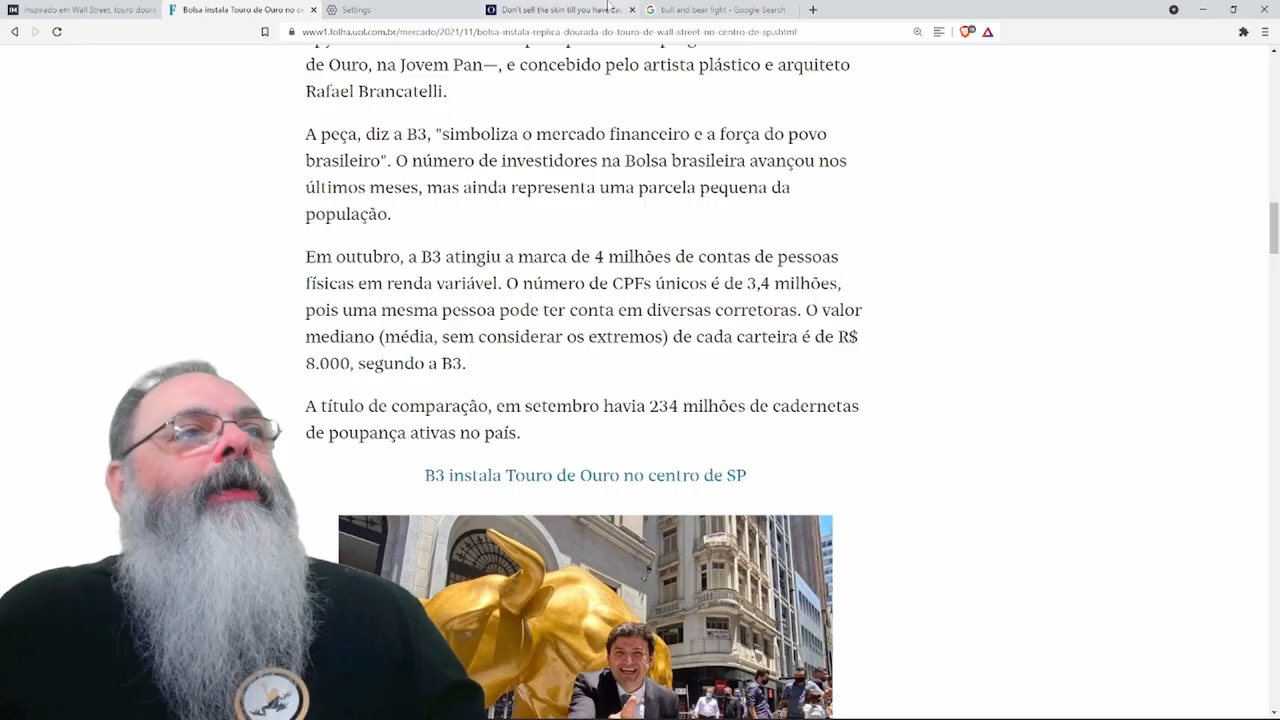 Inspirado em Wall Street, touro doura
Bolsa instala Touro de Ouro no ce
Settings
Don't sell the skin till you have cau
bull and bear fight - Google Search
www1.folha.uol.com.br/mercado/2021/11/bolsa-instala-replica-dourada-do-touro-de-wall-street-no-centro-de-sp.shtml
de Ouro, na Jovem Pan—, e concebido pelo artista plástico e arquiteto
Rafael Brancatelli.
A peça, diz a B3, "simboliza o mercado financeiro e a força do povo
brasileiro". O número de investidores na Bolsa brasileira avançou nos
últimos meses, mas ainda representa uma parcela pequena da
população.
Em outubro, a B3 atingiu a marca de 4 milhões de contas de pessoas
físicas em renda variável. O número de CPFs únicos é de 3,4 milhões,
pois uma mesma pessoa pode ter conta em diversas corretoras. O valor
mediano (média, sem considerar os extremos) de cada carteira é de R$
8.000, segundo a B3.
A título de comparação, em setembro havia 234 milhões de cadernetas
de poupança ativas no país.
B3 instala Touro de Ouro no centro de SP